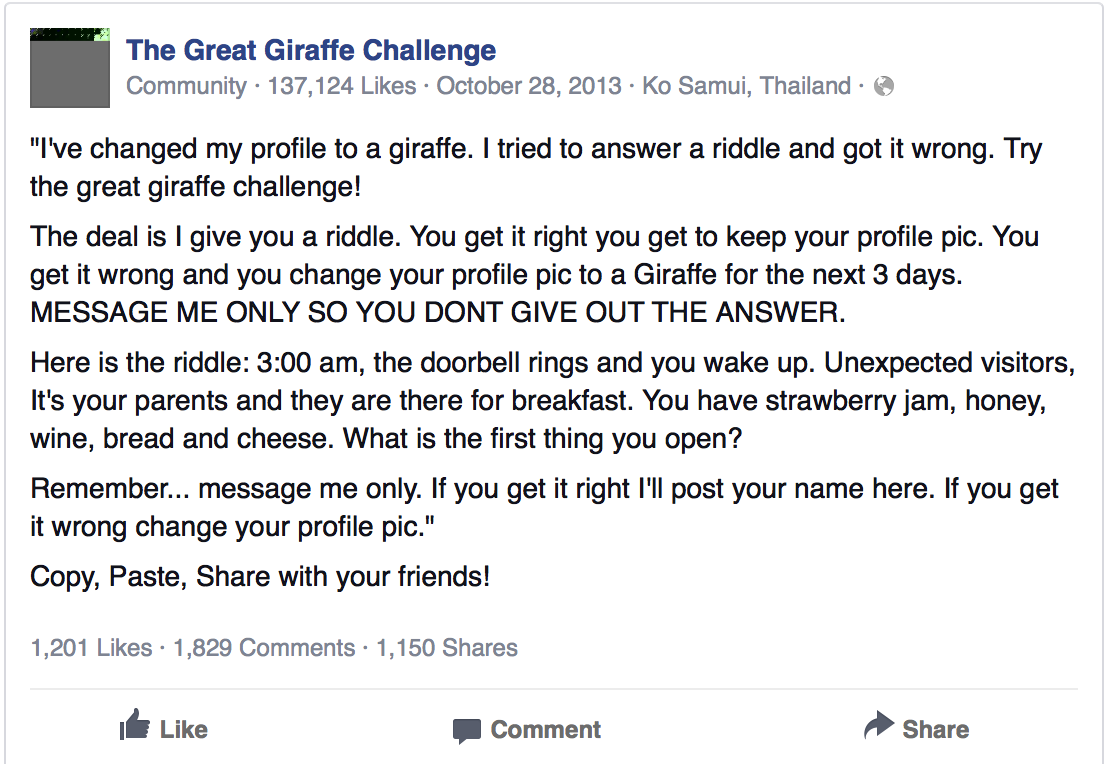 The Great Giraffe Challenge
Community · 137,124 Likes · October 28, 2013 · Ko Samui, Thailand ·
"I've changed my profile to a giraffe. I tried to answer a riddle and got it wrong. Try
the great giraffe challenge!
The deal is I give you a riddle. You get it right you get to keep your profile pic. You
get it wrong and you change your profile pic to a Giraffe for the next 3 days.
MESSAGE ME ONLY SO YOU DONT GIVE OUT THE ANSWER.
Here is the riddle: 3:00 am, the doorbell rings and you wake up. Unexpected visitors,
It's your parents and they are there for breakfast. You have strawberry jam, honey,
wine, bread and cheese. What is the first thing you open?
Remember... message me only. If you get it right I'll post your name here. If you get
it wrong change your profile pic."
Copy, Paste, Share with your friends!
1,201 Likes · 1,829 Comments · 1,150 Shares
Like Comment Share